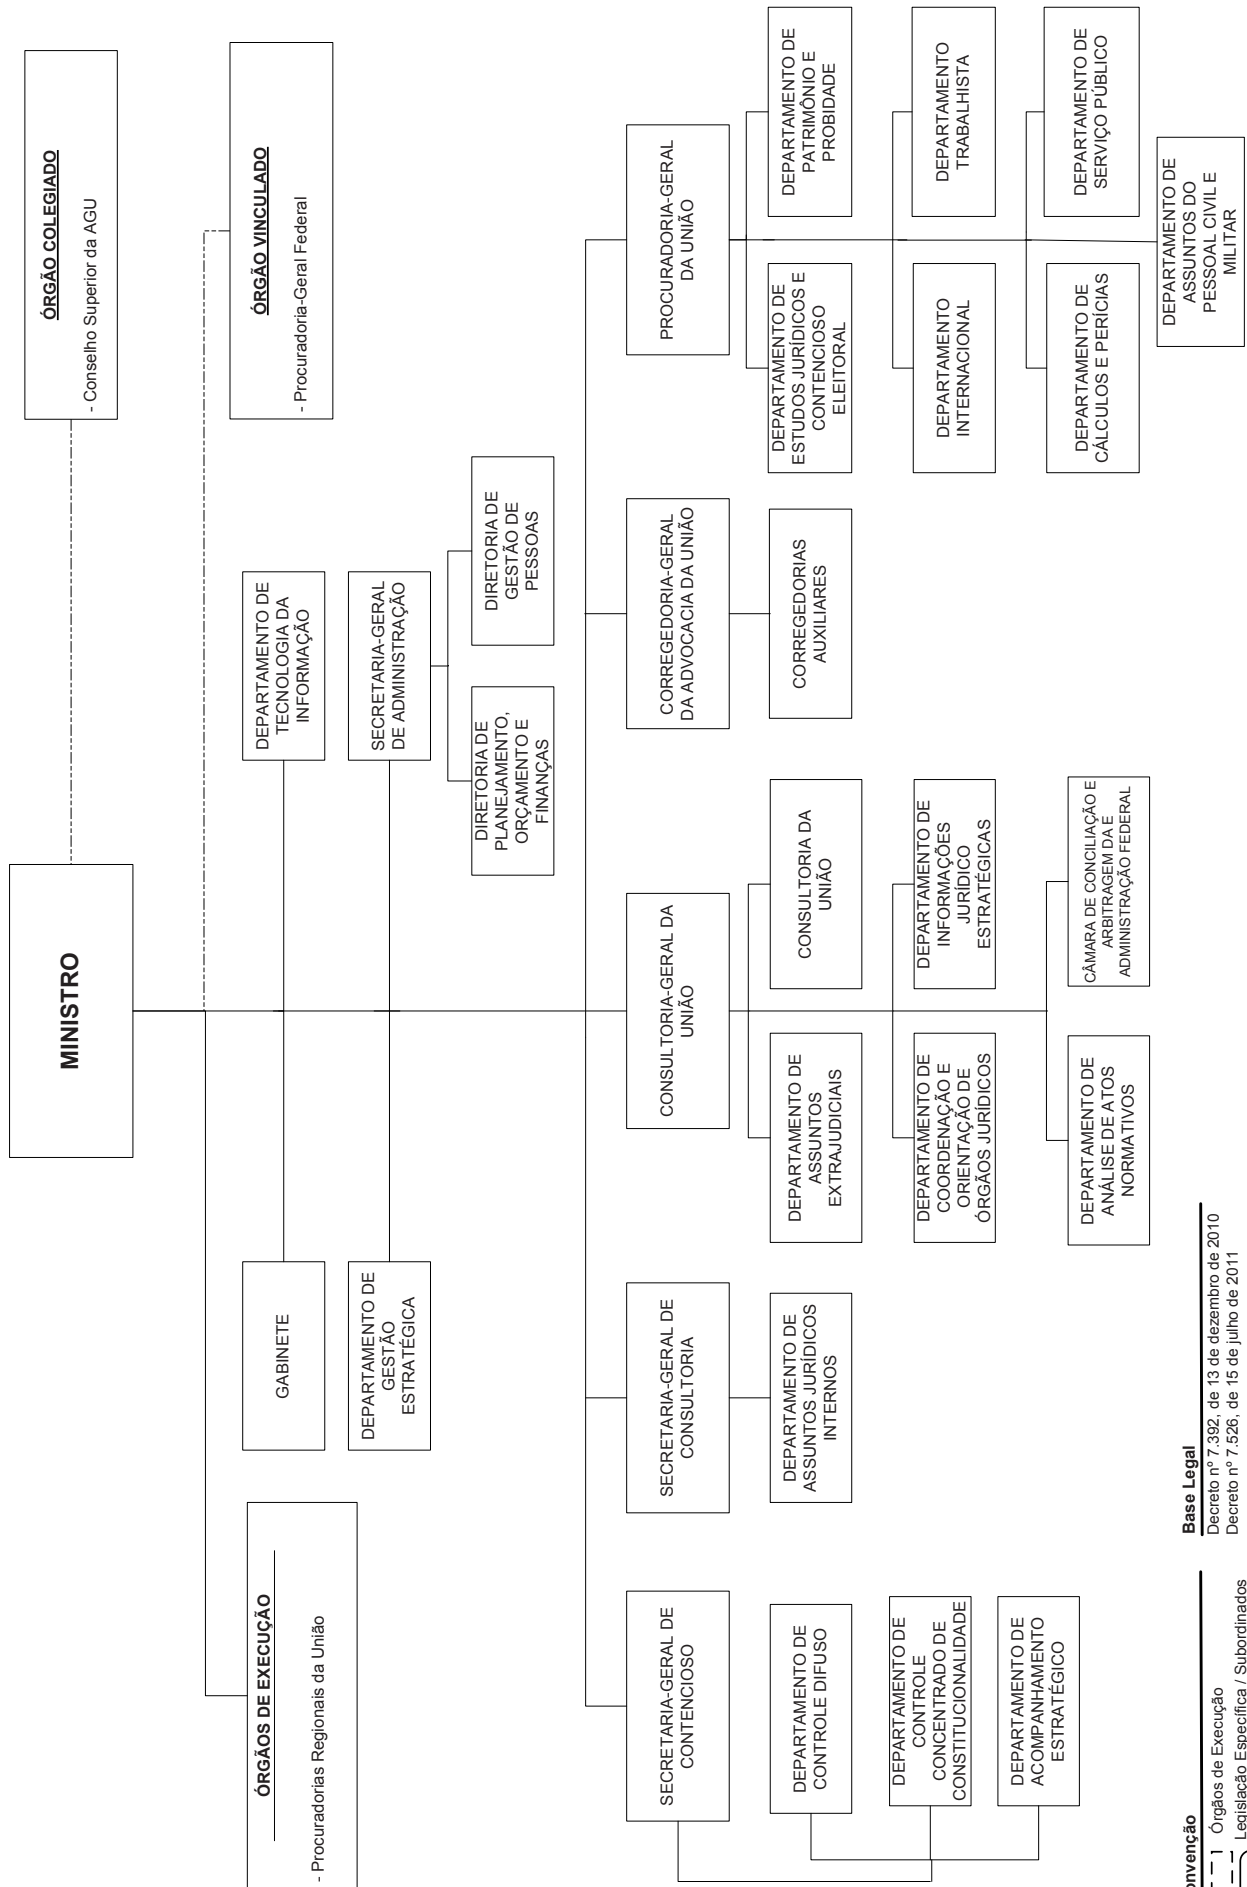 MINISTRO
ÓRGÃO COLEGIADO
- Conselho Superior da AGU
ÓRGÃO VINCULADO
- Procuradoria-Geral Federal
ÓRGÃOS DE EXECUÇÃO
- Procuradorias Regionais da União
GABINETE
DEPARTAMENTO DE
TECNOLOGIA DA
INFORMAÇÃO
DEPARTAMENTO DE
GESTÃO
ESTRATÉGICA
SECRETARIA-GERAL
DE ADMINISTRAÇÃO
DIRETORIA DE
PLANEJAMENTO,
ORÇAMENTO E
FINANÇAS
DIRETORIA DE
GESTÃO DE
PESSOAS
SECRETARIA-GERAL DE
CONTENCIOSO
DEPARTAMENTO DE
CONTROLE DIFUSO
DEPARTAMENTO DE
CONTROLE
CONCENTRADO DE
CONSTITUCIONALIDADE
DEPARTAMENTO DE
ACOMPANHAMENTO
ESTRATÉGICO
SECRETARIA-GERAL DE
CONSULTORIA
DEPARTAMENTO DE
ASSUNTOS JURÍDICOS
INTERNOS
CONSULTORIA-GERAL DA
UNIÃO
DEPARTAMENTO DE
ASSUNTOS
EXTRAJUDICIAIS
CONSULTORIA DA
UNIÃO
DEPARTAMENTO DE
COORDENAÇÃO E
ORIENTAÇÃO DE
ÓRGÃOS JURÍDICOS
DEPARTAMENTO DE
INFORMAÇÕES
JURÍDICO
ESTRATÉGICAS
DEPARTAMENTO DE
ANÁLISE DE ATOS
NORMATIVOS
CÂMARA DE CONCILIAÇÃO E
ARBITRAGEM DA E
ADMINISTRAÇÃO FEDERAL
CORREGEDORIA-GERAL
DA ADVOCACIA DA UNIÃO
CORREGEDORIAS
AUXILIARES
PROCURADORIA-GERAL
DA UNIÃO
DEPARTAMENTO DE
ESTUDOS JURÍDICOS E
CONTENCIOSO
ELEITORAL
DEPARTAMENTO DE
PATRIMÔNIO E
PROBIDADE
DEPARTAMENTO
INTERNACIONAL
DEPARTAMENTO
TRABALHISTA
DEPARTAMENTO DE
CÁLCULOS E PERÍCIAS
DEPARTAMENTO DE
SERVIÇO PÚBLICO
DEPARTAMENTO DE
ASSUNTOS DO
PESSOAL CIVIL E
MILITAR
onvenção
Órgãos de Execução
Legislação Específica / Subordinados
Base Legal
Decreto nº 7.392, de 13 de dezembro de 2010
Decreto nº 7.526, de 15 de julho de 2011